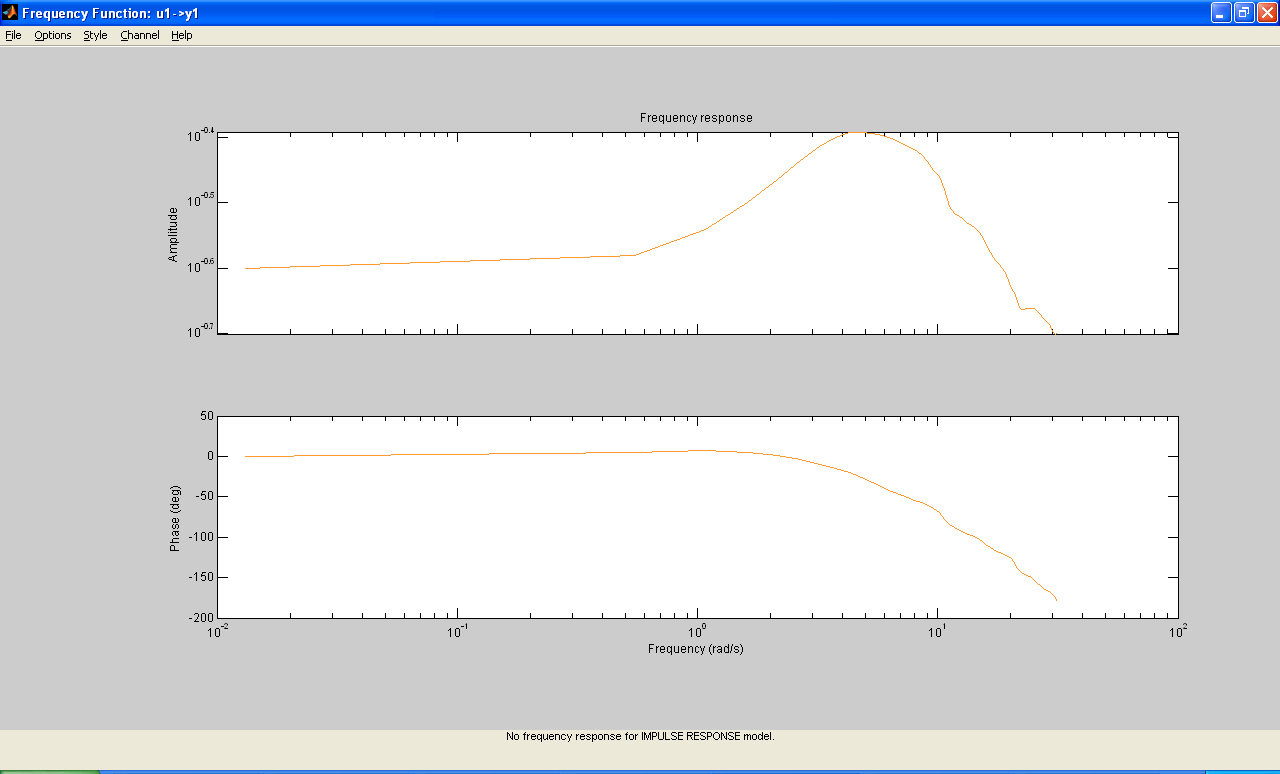 Frequency Function: u1->y1
File Options Style Channel Help
Frequency response
10^-0.4
10^-0.5
10^-0.6
10^-0.7
Amplitude
50
0
-50
-100
-150
-200
Phase (deg)
10^-2 10^-1 10^0 10^1 10^2
Frequency (rad/s)
No frequency response for IMPULSE RESPONSE model.